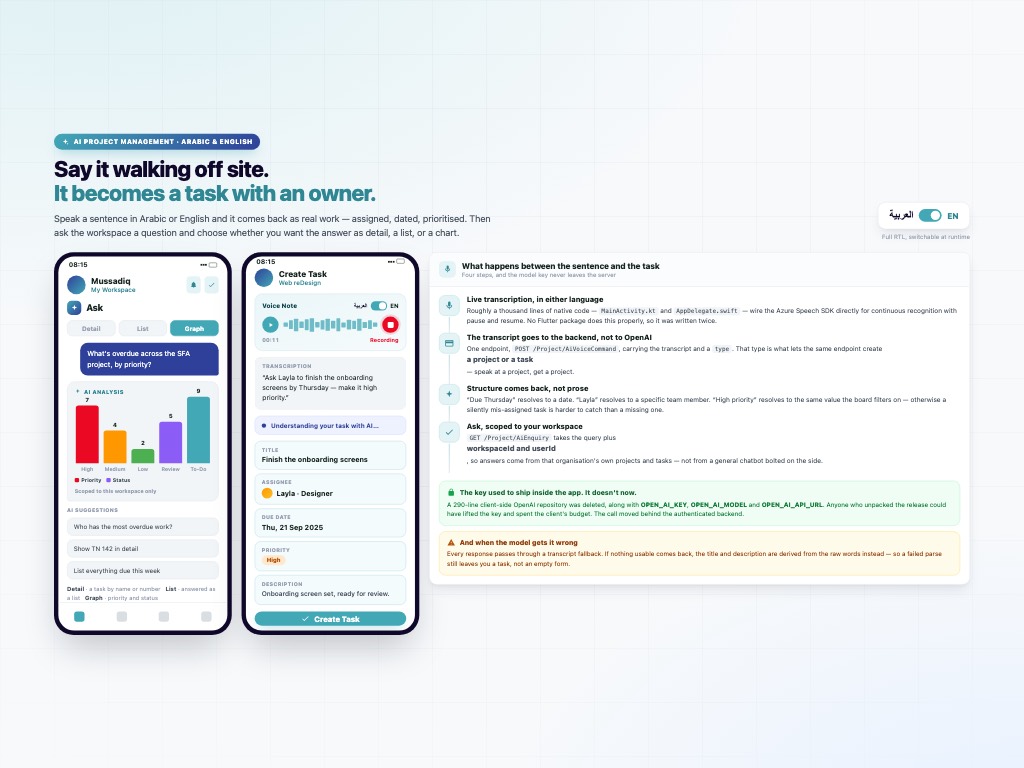 AI PROJECT MANAGEMENT · ARABIC & ENGLISH
Say it walking off site.
It becomes a task with an owner.
Speak a sentence in Arabic or English and it comes back as real work — assigned, dated, prioritised. Then
ask the workspace a question and choose whether you want the answer as detail, a list, or a chart.
العربية EN
Full RTL, switchable at runtime
08:15
Mussadiq
My Workspace
Ask
Detail List Graph
What's overdue across the SFA
project, by priority?
AI ANALYSIS
7 4 2 5 9
High Medium Low Review To-Do
Priority Status
Scoped to this workspace only
AI SUGGESTIONS
Who has the most overdue work?
Show TN 142 in detail
List everything due this week
Detail · a task by name or number List · answered as
a list Graph · priority and status
08:15
Create Task
Web reDesign
Voice Note العربية EN
00:11 Recording
TRANSCRIPTION
“Ask Layla to finish the onboarding
screens by Thursday — make it high
priority.”
Understanding your task with AI…
TITLE
Finish the onboarding screens
ASSIGNEE
Layla · Designer
DUE DATE
Thu, 21 Sep 2025
PRIORITY
High
DESCRIPTION
Onboarding screen set, ready for review.
Create Task
What happens between the sentence and the task
Four steps, and the model key never leaves the server
Live transcription, in either language
Roughly a thousand lines of native code — MainActivity.kt and AppDelegate.swift — wire the Azure Speech SDK directly for continuous recognition with
pause and resume. No Flutter package does this properly, so it was written twice.
The transcript goes to the backend, not to OpenAI
One endpoint, POST /Project/AiVoiceCommand , carrying the transcript and a type . That type is what lets the same endpoint create
a project or a task
— speak at a project, get a project.
Structure comes back, not prose
“Due Thursday” resolves to a date. “Layla” resolves to a specific team member. “High priority” resolves to the same value the board filters on — otherwise a
silently mis-assigned task is harder to catch than a missing one.
Ask, scoped to your workspace
GET /Project/AiEnquiry takes the query plus
workspaceId and userId
, so answers come from that organisation's own projects and tasks — not from a general chatbot bolted on the side.
The key used to ship inside the app. It doesn't now.
A 290-line client-side OpenAI repository was deleted, along with OPEN_AI_KEY, OPEN_AI_MODEL and OPEN_AI_API_URL. Anyone who unpacked the release could
have lifted the key and spent the client's budget. The call moved behind the authenticated backend.
And when the model gets it wrong
Every response passes through a transcript fallback. If nothing usable comes back, the title and description are derived from the raw words instead — so a failed parse
still leaves you a task, not an empty form.